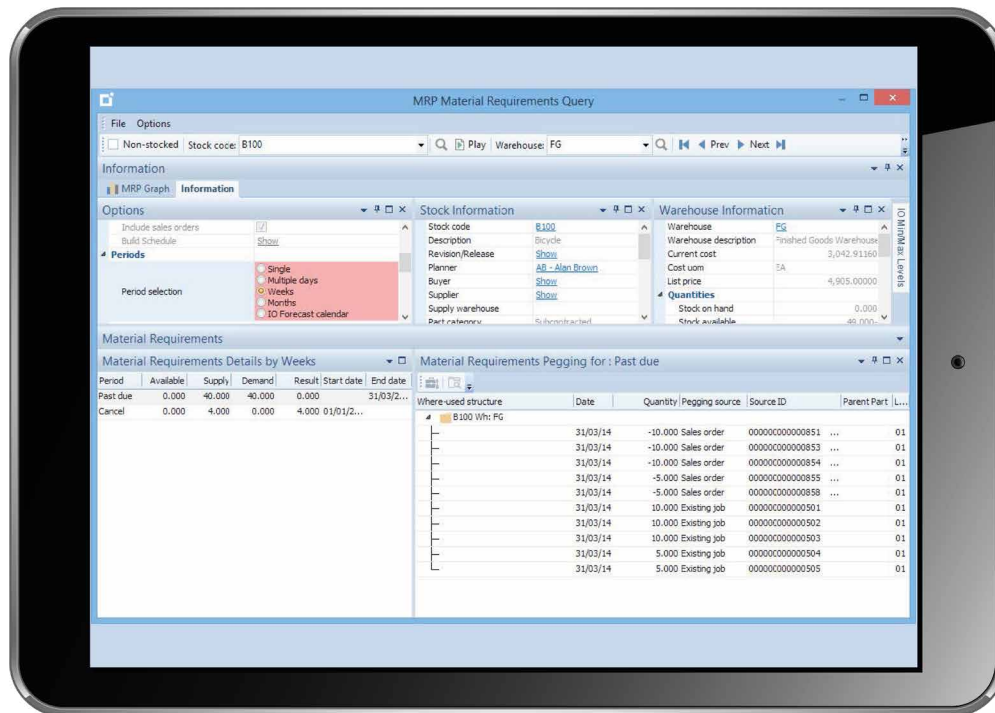 MRP Material Requirements Query
File Options
Non-stocked Stock code: B100 Play Warehouse: FG Prev Next
Information
MRP Graph Information
Options
Include sales orders
Build Schedule Show
Periods
Period selection
Single
Multiple days
Weeks
Months
IO Forecast calendar
Stock Information
Stock code B100
Description Bicycle
Revision/Release Show
Planner AB - Alan Brown
Buyer Show
Supplier Show
Supply warehouse
Part category Subcontracted
Warehouse Information
Warehouse FG
Warehouse description Finished Goods Warehouse
Current cost 3,042.91160
Cost uom EA
List price 4,905.00000
Quantities
Stock on hand 0.000
Stock available 49.000-
IO Min/Max Levels
Material Requirements
Material Requirements Details by Weeks
Period Available Supply Demand Result Start date End date
Past due 0.000 40.000 40.000 0.000 31/03/2...
Cancel 0.000 4.000 0.000 4.000 01/01/2...
Material Requirements Pegging for : Past due
Where-used structure Date Quantity Pegging source Source ID Parent Part L...
B100 Wh: FG
31/03/14 -10.000 Sales order 000000000000851 ... 01
31/03/14 -10.000 Sales order 000000000000853 ... 01
31/03/14 -10.000 Sales order 000000000000854 ... 01
31/03/14 -5.000 Sales order 000000000000855 ... 01
31/03/14 -5.000 Sales order 000000000000858 ... 01
31/03/14 10.000 Existing job 000000000000501 01
31/03/14 10.000 Existing job 000000000000502 01
31/03/14 10.000 Existing job 000000000000503 01
31/03/14 5.000 Existing job 000000000000504 01
31/03/14 5.000 Existing job 000000000000505 01